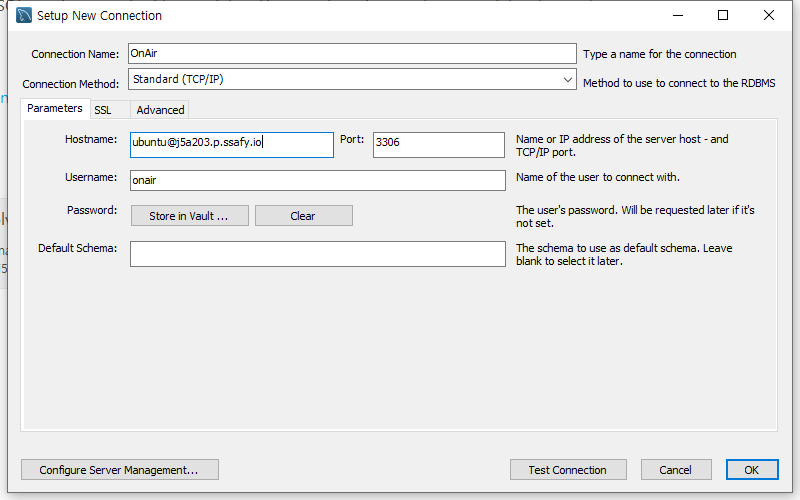 Setup New Connection
Connection Name: OnAir Type a name for the connection
Connection Method: Standard (TCP/IP) Method to use to connect to the RDBMS
Parameters SSL Advanced
Hostname: ubuntu@j5a203.p.ssafy.io Port: 3306 Name or IP address of the server host - and
TCP/IP port.
Username: onair Name of the user to connect with.
Password: Store in Vault ... Clear The user's password. Will be requested later if it's
not set.
Default Schema: The schema to use as default schema. Leave
blank to select it later.
Configure Server Management... Test Connection Cancel OK